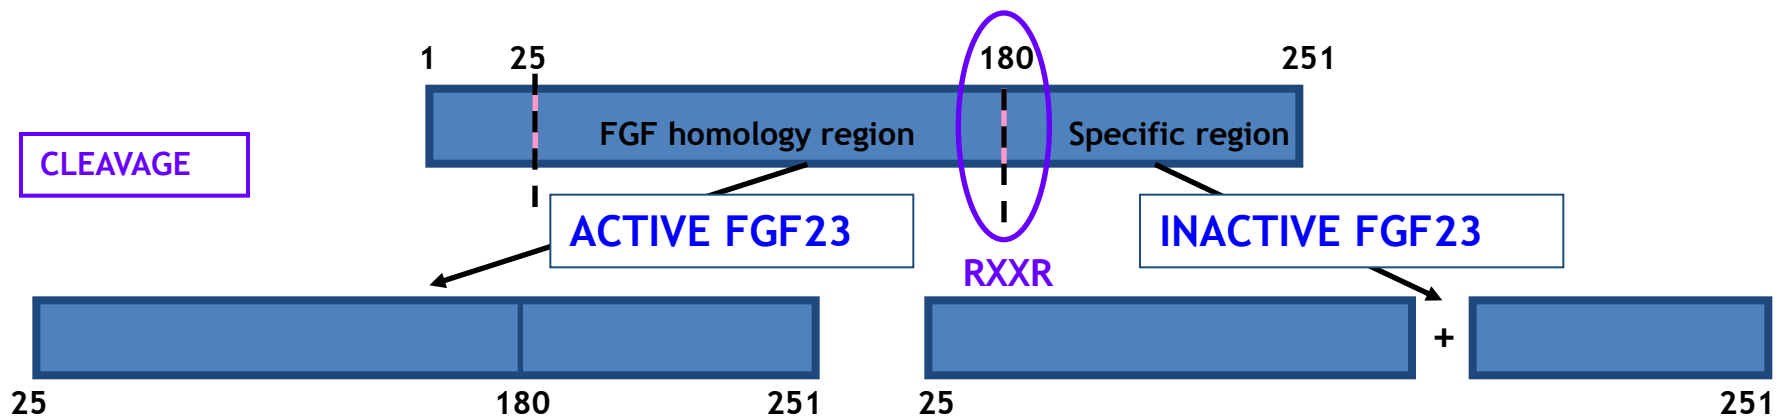 1 25 180 251
FGF homology region Specific region
CLEAVAGE
ACTIVE FGF23 INACTIVE FGF23
RXXR
+
25 180 251 25 251